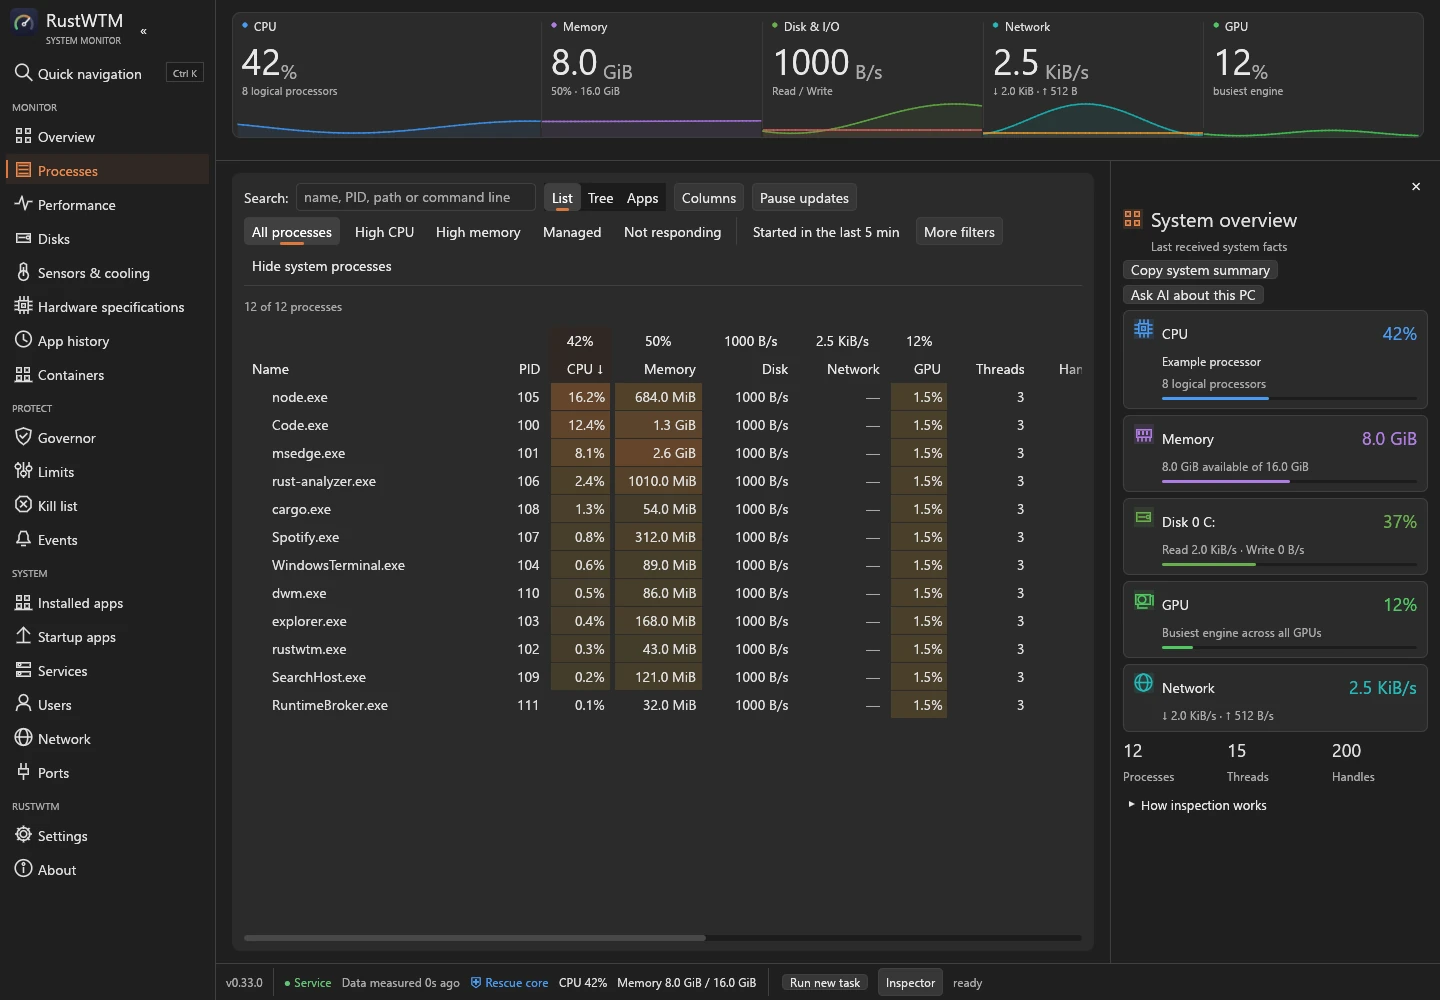 RustWTM
SYSTEM MONITOR
«
Quick navigation Ctrl K
MONITOR
Overview
Processes
Performance
Disks
Sensors & cooling
Hardware specifications
App history
Containers
PROTECT
Governor
Limits
Kill list
Events
SYSTEM
Installed apps
Startup apps
Services
Users
Network
Ports
RUSTWTM
Settings
About
CPU
42%
8 logical processors
Memory
8.0 GiB
50% · 16.0 GiB
Disk & I/O
1000 B/s
Read / Write
Network
2.5 KiB/s
↓ 2.0 KiB/s · ↑ 512 B
GPU
12%
busiest engine
Search: name, PID, path or command line List Tree Apps Columns Pause updates
All processes High CPU High memory Managed Not responding Started in the last 5 min More filters
Hide system processes
12 of 12 processes
42% 50% 1000 B/s 2.5 KiB/s 12%
Name PID CPU ↓ Memory Disk Network GPU Threads Han
node.exe 105 16.2% 684.0 MiB 1000 B/s — 1.5% 3
Code.exe 100 12.4% 1.3 GiB 1000 B/s — 1.5% 3
msedge.exe 101 8.1% 2.6 GiB 1000 B/s — 1.5% 3
rust-analyzer.exe 106 2.4% 1010.0 MiB 1000 B/s — 1.5% 3
cargo.exe 108 1.3% 54.0 MiB 1000 B/s — 1.5% 3
Spotify.exe 107 0.8% 312.0 MiB 1000 B/s — 1.5% 3
WindowsTerminal.exe 104 0.6% 89.0 MiB 1000 B/s — 1.5% 3
dwm.exe 110 0.5% 86.0 MiB 1000 B/s — 1.5% 3
explorer.exe 103 0.4% 168.0 MiB 1000 B/s — 1.5% 3
rustwtm.exe 102 0.3% 43.0 MiB 1000 B/s — 1.5% 3
SearchHost.exe 109 0.2% 121.0 MiB 1000 B/s — 1.5% 3
RuntimeBroker.exe 111 0.1% 32.0 MiB 1000 B/s — 1.5% 3
×
System overview
Last received system facts
Copy system summary
Ask AI about this PC
CPU 42%
Example processor
8 logical processors
Memory 8.0 GiB
8.0 GiB available of 16.0 GiB
Disk 0 C: 37%
Read 2.0 KiB/s · Write 0 B/s
GPU 12%
Busiest engine across all GPUs
Network 2.5 KiB/s
↓ 2.0 KiB/s · ↑ 512 B/s
12 15 200
Processes Threads Handles
How inspection works
v0.33.0 Service Data measured 0s ago Rescue core CPU 42% Memory 8.0 GiB / 16.0 GiB Run new task Inspector ready